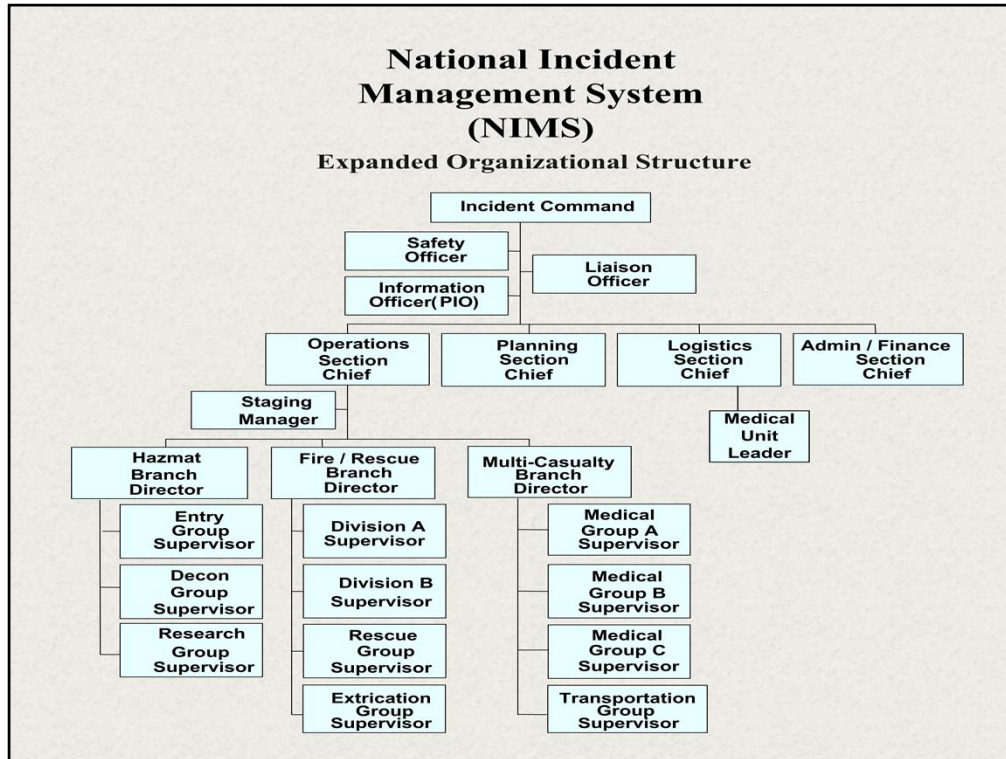 National Incident
Management System
(NIMS)
Expanded Organizational Structure
Incident Command
Safety
Officer
Liaison
Officer
Information
Officer(PIO)
Operations
Section
Chief
Planning
Section
Chief
Logistics
Section
Chief
Admin / Finance
Section
Chief
Staging
Manager
Medical
Unit
Leader
Hazmat
Branch
Director
Fire / Rescue
Branch
Director
Multi-Casualty
Branch
Director
Entry
Group
Supervisor
Decon
Group
Supervisor
Research
Group
Supervisor
Division A
Supervisor
Division B
Supervisor
Rescue
Group
Supervisor
Extrication
Group
Supervisor
Medical
Group A
Supervisor
Medical
Group B
Supervisor
Medical
Group C
Supervisor
Transportation
Group
Supervisor